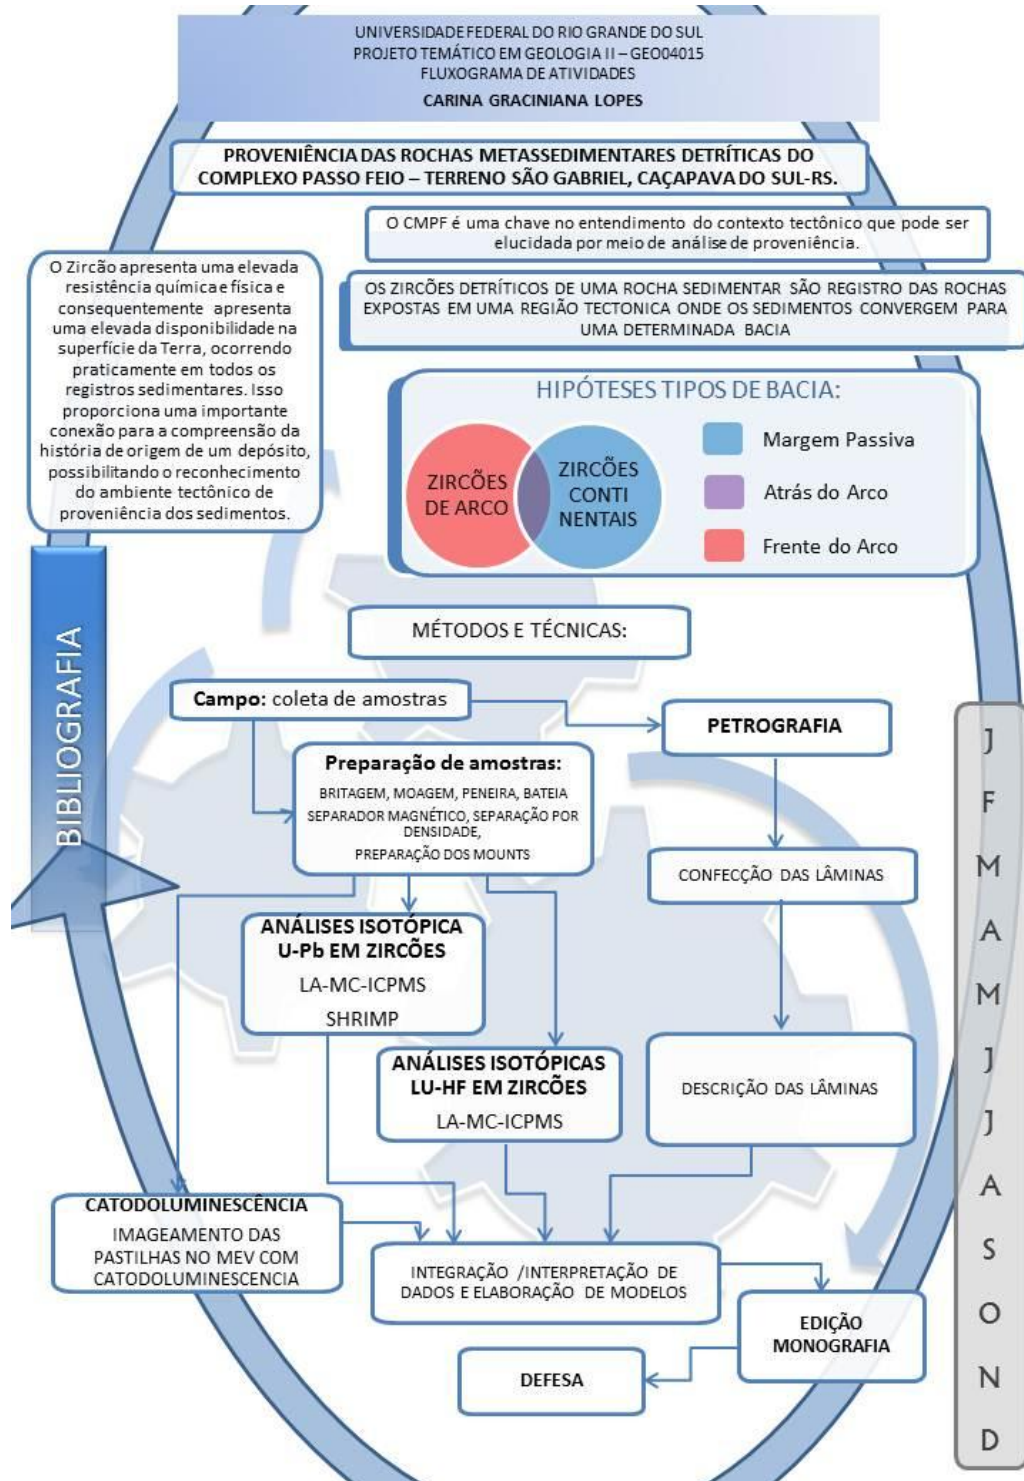 UNIVERSIDADE FEDERAL DO RIO GRANDE DO SUL
PROJETO TEMÁTICO EM GEOLOGIA II – GEO04015
FLUXOGRAMA DE ATIVIDADES
CARINA GRACINIANA LOPES
PROVENIÊNCIA DAS ROCHAS METASSEDIMENTARES DETRÍTICAS DO
COMPLEXO PASSO FEIO – TERRENO SÃO GABRIEL, CAÇAPAVA DO SUL-RS.
O CMPF é uma chave no entendimento do contexto tectônico que pode ser
elucidada por meio de análise de proveniência.
O Zircão apresenta uma elevada
resistência química e física e
consequentemente apresenta
uma elevada disponibilidade na
superfície da Terra, ocorrendo
praticamente em todos os
registros sedimentares. Isso
proporciona uma importante
conexão para a compreensão da
história de origem de um depósito,
possibilitando o reconhecimento
do ambiente tectônico de
proveniência dos sedimentos.
OS ZIRCÕES DETRÍTICOS DE UMA ROCHA SEDIMENTAR SÃO REGISTRO DAS ROCHAS
EXPOSTAS EM UMA REGIÃO TECTONICA ONDE OS SEDIMENTOS CONVERGEM PARA
UMA DETERMINADA BACIA
HIPÓTESES TIPOS DE BACIA:
ZIRCÕES
DE ARCO
ZIRCÕES
CONTI
NENTAIS
Margem Passiva
Atrás do Arco
Frente do Arco
BIBLIOGRAFIA
MÉTODOS E TÉCNICAS:
Campo: coleta de amostras
PETROGRAFIA
Preparação de amostras:
BRITAGEM, MOAGEM, PENEIRA, BATEIA
SEPARADOR MAGNÉTICO, SEPARAÇÃO POR
DENSIDADE,
PREPARAÇÃO DOS MOUNTS
CONFECÇÃO DAS LÂMINAS
ANÁLISES ISOTÓPICA
U-Pb EM ZIRCÕES
LA-MC-ICPMS
SHRIMP
ANÁLISES ISOTÓPICAS
LU-HF EM ZIRCÕES
LA-MC-ICPMS
DESCRIÇÃO DAS LÂMINAS
CATODOLUMINESCÊNCIA
IMAGEAMENTO DAS
PASTILHAS NO MEV COM
CATODOLUMINESCENCIA
INTEGRAÇÃO /INTERPRETAÇÃO DE
DADOS E ELABORAÇÃO DE MODELOS
EDIÇÃO
MONOGRAFIA
DEFESA
J
F
M
A
M
J
J
A
S
O
N
D